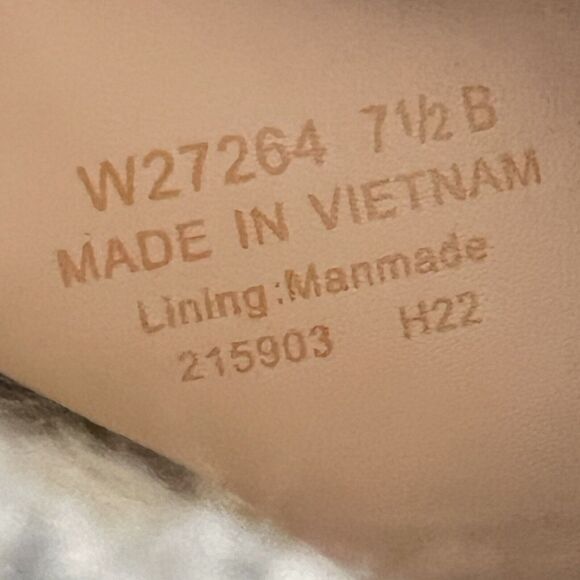 W27264 7½ B
MADE IN VIETNAM
Lining:Manmade
215903 H22